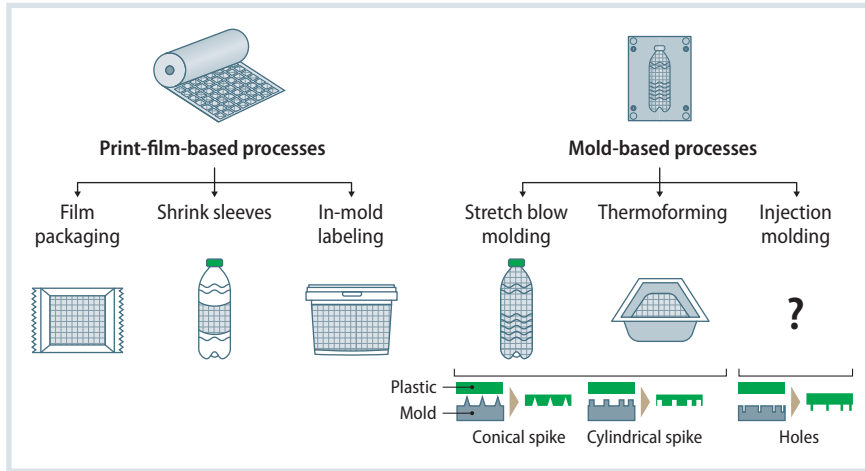 Print-film-based processes
Mold-based processes
Film
packaging
Shrink sleeves
In-mold
labeling
Stretch blow
molding
Thermoforming
Injection
molding
?
Plastic
Mold
Conical spike
Cylindrical spike
Holes